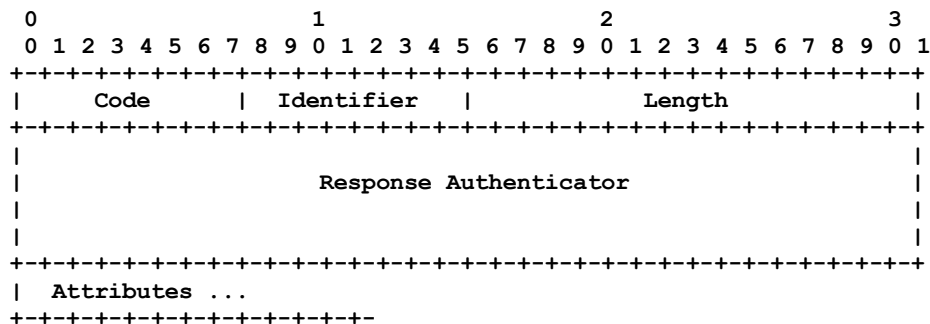 0                   1                   2                   3
 0 1 2 3 4 5 6 7 8 9 0 1 2 3 4 5 6 7 8 9 0 1 2 3 4 5 6 7 8 9 0 1
+-+-+-+-+-+-+-+-+-+-+-+-+-+-+-+-+-+-+-+-+-+-+-+-+-+-+-+-+-+-+-+-+
|     Code      |  Identifier   |            Length             |
+-+-+-+-+-+-+-+-+-+-+-+-+-+-+-+-+-+-+-+-+-+-+-+-+-+-+-+-+-+-+-+-+
|                                                               |
|                     Response Authenticator                    |
|                                                               |
|                                                               |
+-+-+-+-+-+-+-+-+-+-+-+-+-+-+-+-+-+-+-+-+-+-+-+-+-+-+-+-+-+-+-+-+
|  Attributes ...
+-+-+-+-+-+-+-+-+-+-+-+-+-